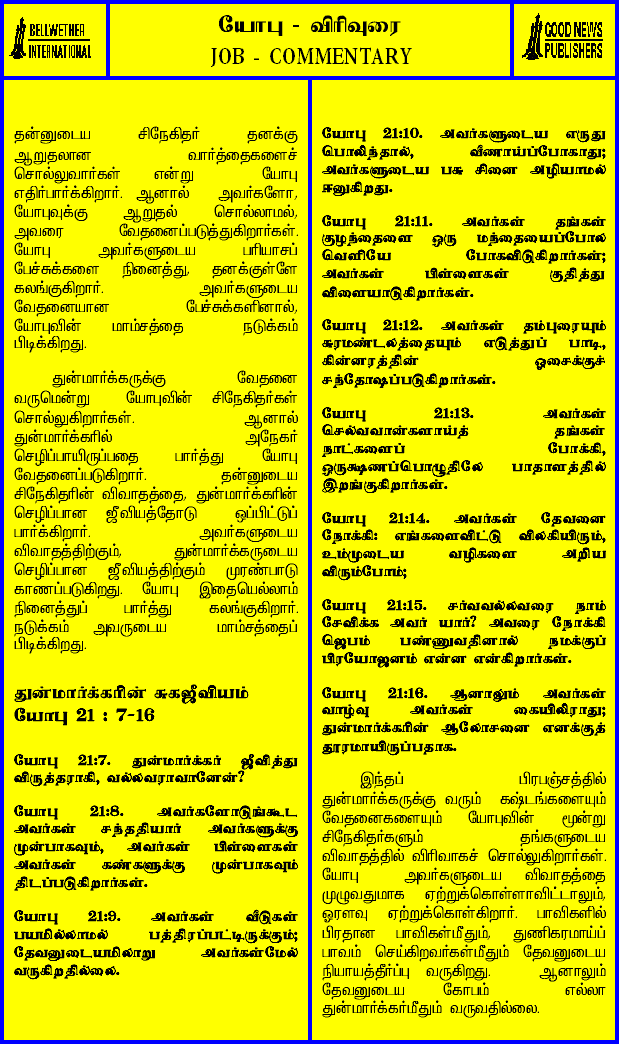 BELLWETHER
INTERNATIONAL
யோபு - விரிவுரை
JOB - COMMENTARY
GOOD NEWS
PUBLISHERS
தன்னுடைய சிநேகிதர் தனக்கு
ஆறுதலான வார்த்தைகளைச்
சொல்லுவார்கள் என்று யோபு
எதிர்பார்க்கிறார். ஆனால் அவர்களோ,
யோபுவுக்கு ஆறுதல் சொல்லாமல்,
அவரை வேதனைப்படுத்துகிறார்கள்.
யோபு அவர்களுடைய பரியாசப்
பேச்சுக்களை நினைத்து, தனக்குள்ளே
கலங்குகிறார். அவர்களுடைய
வேதனையான பேச்சுக்களினால்,
யோபுவின் மாம்சத்தை நடுக்கம்
பிடிக்கிறது.
துன்மார்க்கருக்கு வேதனை
வருமென்று யோபுவின் சிநேகிதர்கள்
சொல்லுகிறார்கள். ஆனால்
துன்மார்க்கரில் அநேகர்
செழிப்பாயிருப்பதை பார்த்து யோபு
வேதனைப்படுகிறார். தன்னுடைய
சிநேகிதரின் விவாதத்தை, துன்மார்க்கரின்
செழிப்பான ஜீவியத்தோடு ஒப்பிட்டுப்
பார்க்கிறார். அவர்களுடைய
விவாதத்திற்கும், துன்மார்க்கருடைய
செழிப்பான ஜீவியத்திற்கும் முரண்பாடு
காணப்படுகிறது. யோபு இதையெல்லாம்
நினைத்துப் பார்த்து கலங்குகிறார்.
நடுக்கம் அவருடைய மாம்சத்தைப்
பிடிக்கிறது.
துன்மார்க்கரின் சுகஜீவியம்
யோபு 21 : 7-16
யோபு 21:7. துன்மார்க்கர் ஜீவித்து
விருத்தராகி, வல்லவராவானேன்?
யோபு 21:8. அவர்களோடுங்கூட
அவர்கள் சந்ததியார் அவர்களுக்கு
முன்பாகவும், அவர்கள் பிள்ளைகள்
அவர்கள் கண்களுக்கு முன்பாகவும்
திடப்படுகிறார்கள்.
யோபு 21:9. அவர்கள் வீடுகள்
பயமில்லாமல் பத்திரப்பட்டிருக்கும்;
தேவனுடையமிலாறு அவர்கள்மேல்
வருகிறதில்லை.
யோபு 21:10. அவர்களுடைய எருது
பொலிந்தால், வீணாய்ப்போகாது;
அவர்களுடைய பசு சினை அழியாமல்
ஈனுகிறது.
யோபு 21:11. அவர்கள் தங்கள்
குழந்தைளை ஒரு மந்தையைப்போல
வெளியே போகவிடுகிறார்கள்;
அவர்கள் பிள்ளைகள் குதித்து
விளையாடுகிறார்கள்.
யோபு 21:12. அவர்கள் தம்புரையும்
சுரமண்டலத்தையும் எடுத்துப் பாடி,
கின்னரத்தின் ஓசைக்குச்
சந்தோஷப்படுகிறார்கள்.
யோபு 21:13. அவர்கள்
செல்வவான்களாய்த் தங்கள்
நாட்களைப் போக்கி,
ஒருக்ஷணப்பொழுதிலே பாதாளத்தில்
இறங்குகிறார்கள்.
யோபு 21:14. அவர்கள் தேவனை
நோக்கி: எங்களைவிட்டு விலகியிரும்,
உம்முடைய வழிகளை அறிய
விரும்போம்;
யோபு 21:15. சர்வவல்லவரை நாம்
சேவிக்க அவர் யார்? அவரை நோக்கி
ஜெபம் பண்ணுவதினால் நமக்குப்
பிரயோஜனம் என்ன என்கிறார்கள்.
யோபு 21:16. ஆனாலும் அவர்கள்
வாழ்வு அவர்கள் கையிலிராது;
துன்மார்க்கரின் ஆலோசனை எனக்குத்
தூரமாயிருப்பதாக.
இந்தப் பிரபஞ்சத்தில்
துன்மார்க்கருக்கு வரும் கஷ்டங்களையும்
வேதனைகளையும் யோபுவின் மூன்று
சிநேகிதர்களும் தங்களுடைய
விவாதத்தில் விரிவாகச் சொல்லுகிறார்கள்.
யோபு அவர்களுடைய விவாதத்தை
முழுவதுமாக ஏற்றுக்கொள்ளாவிட்டாலும்,
ஓரளவு ஏற்றுக்கொள்கிறார். பாவிகளில்
பிரதான பாவிகள்மீதும், துணிகரமாய்ப்
பாவம் செய்கிறவர்கள்மீதும் தேவனுடைய
நியாயத்தீர்ப்பு வருகிறது. ஆனாலும்
தேவனுடைய கோபம் எல்லா
துன்மார்க்கர்மீதும் வருவதில்லை.